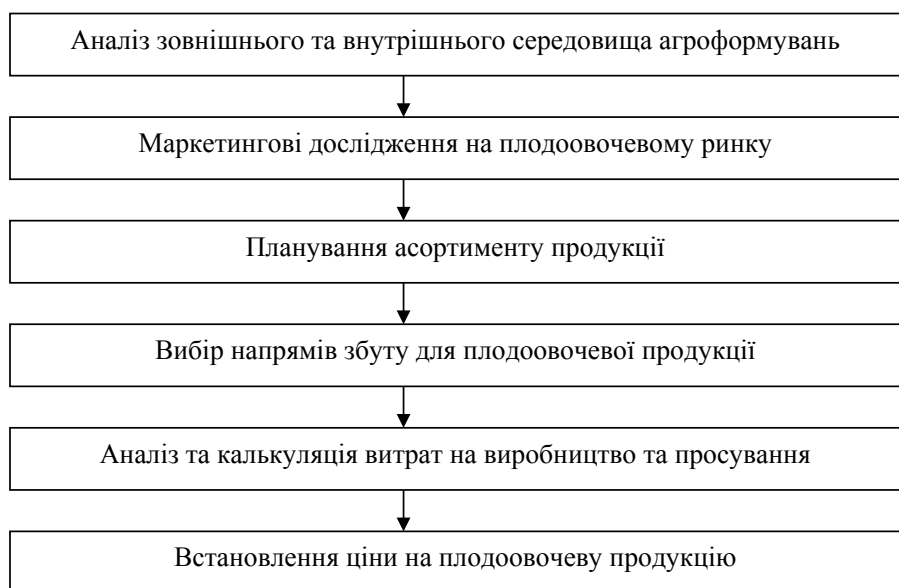 Аналіз зовнішнього та внутрішнього середовища агроформувань
Маркетингові дослідження на плодоовочевому ринку
Планування асортименту продукції
Вибір напрямів збуту для плодоовочевої продукції
Аналіз та калькуляція витрат на виробництво та просування
Встановлення ціни на плодоовочеву продукцію